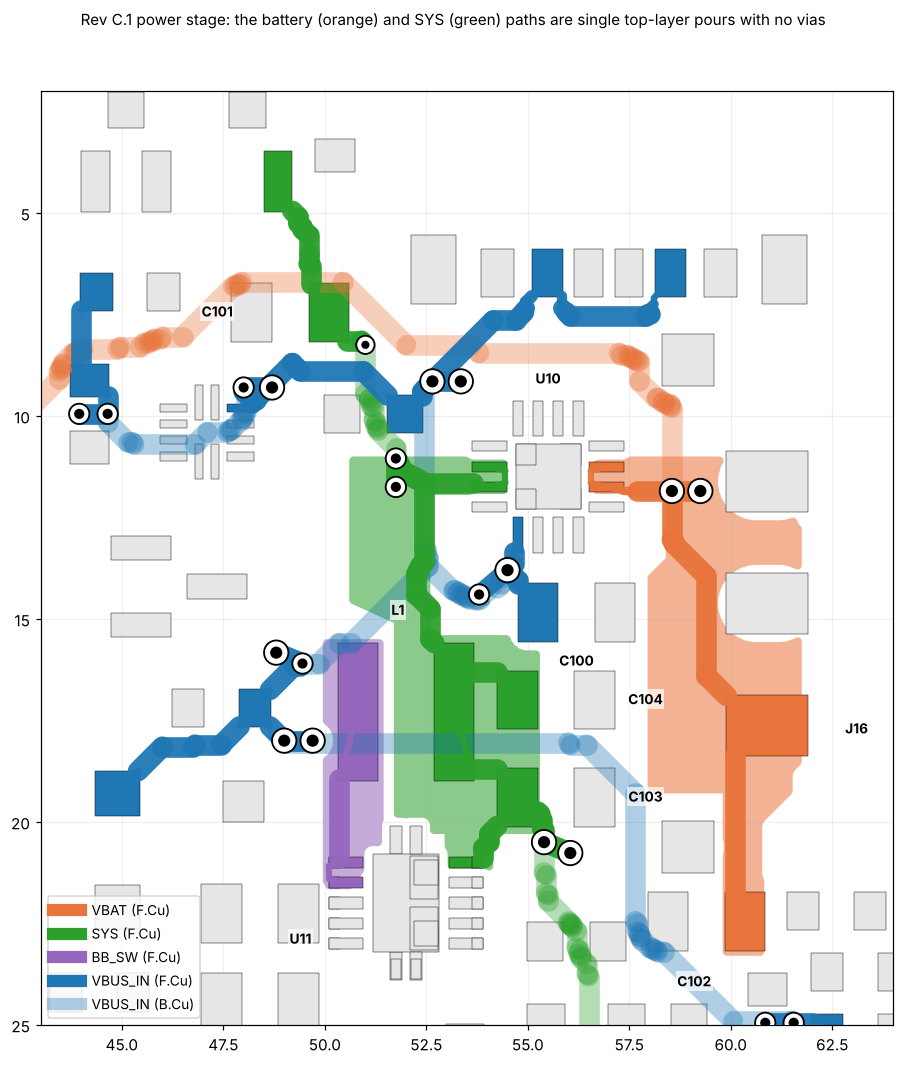 Rev C.1 power stage: the battery (orange) and SYS (green) paths are single top-layer pours with no vias
5
C101
U10
10
L1
15
C100
C104
J16
C103
20
U11
C102
VBAT (F.Cu)
SYS (F.Cu)
BB_SW (F.Cu)
VBUS_IN (F.Cu)
VBUS_IN (B.Cu)
25
45.0 47.5 50.0 52.5 55.0 57.5 60.0 62.5